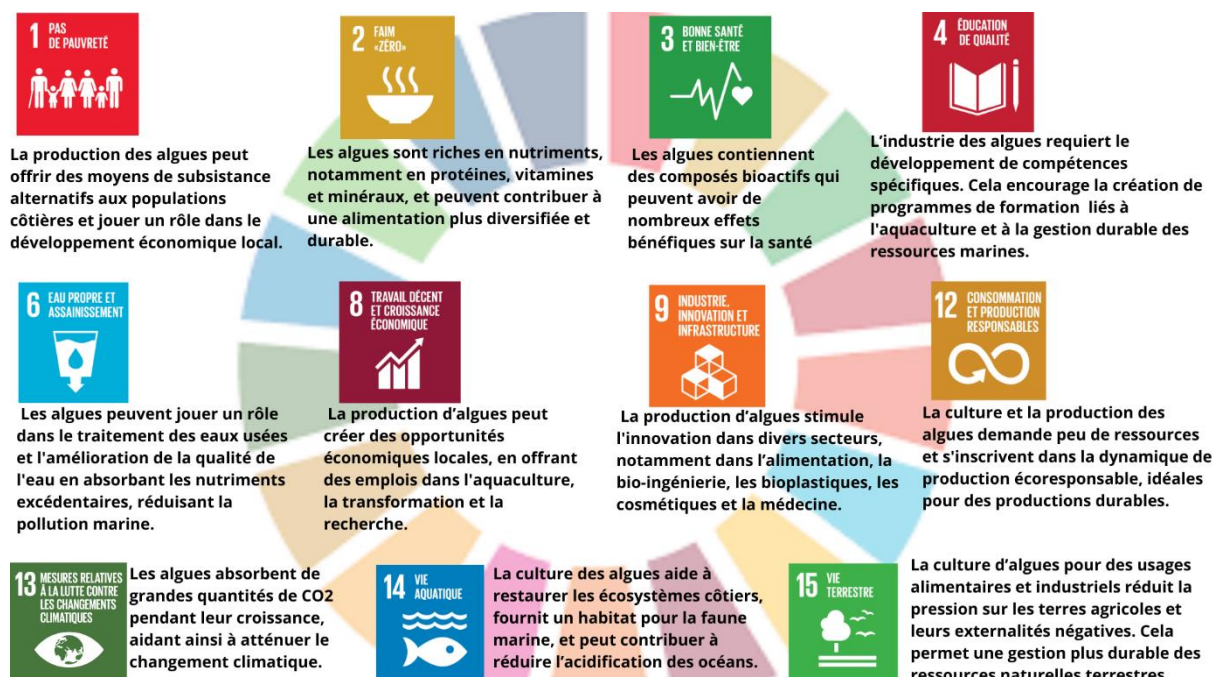 1 PAS
DE PAUVRETÉ
La production des algues peut
offrir des moyens de subsistance
alternatifs aux populations
côtières et jouer un rôle dans le
développement économique local.
2 FAIM
«ZÉRO»
Les algues sont riches en nutriments,
notamment en protéines, vitamines
et minéraux, et peuvent contribuer à
une alimentation plus diversifiée et
durable.
3 BONNE SANTÉ
ET BIEN-ÊTRE
Les algues contiennent
des composés bioactifs qui
peuvent avoir de
nombreux effets
bénéfiques sur la santé
4 ÉDUCATION
DE QUALITÉ
L'industrie des algues requiert le
développement de compétences
spécifiques. Cela encourage la création de
programmes de formation liés à
l'aquaculture et à la gestion durable des
ressources marines.
6 EAU PROPRE ET
ASSAINISSEMENT
Les algues peuvent jouer un rôle
dans le traitement des eaux usées
et l'amélioration de la qualité de
l'eau en absorbant les nutriments
excédentaires, réduisant la
pollution marine.
8 TRAVAIL DÉCENT
ET CROISSANCE
ÉCONOMIQUE
La production d'algues peut
créer des opportunités
économiques locales, en offrant
des emplois dans l'aquaculture,
la transformation et la
recherche.
9 INDUSTRIE,
INNOVATION ET
INFRASTRUCTURE
La production d'algues stimule
l'innovation dans divers secteurs,
notamment dans l'alimentation, la
bio-ingénierie, les bioplastiques, les
cosmétiques et la médecine.
12 CONSOMMATION
ET PRODUCTION
RESPONSABLES
La culture et la production des
algues demande peu de ressources
et s'inscrivent dans la dynamique de
production écoresponsable, idéales
pour des productions durables.
13 MESURES RELATIVES
À LA LUTTE CONTRE
LES CHANGEMENTS
CLIMATIQUES
Les algues absorbent de
grandes quantités de CO2
pendant leur croissance,
aidant ainsi à atténuer le
changement climatique.
14 VIE
AQUATIQUE
La culture des algues aide à
restaurer les écosystèmes côtiers,
fournit un habitat pour la faune
marine, et peut contribuer à
réduire l'acidification des océans.
15 VIE
TERRESTRE
La culture d'algues pour des usages
alimentaires et industriels réduit la
pression sur les terres agricoles et
leurs externalités négatives. Cela
permet une gestion plus durable des
ressources naturelles terrestres